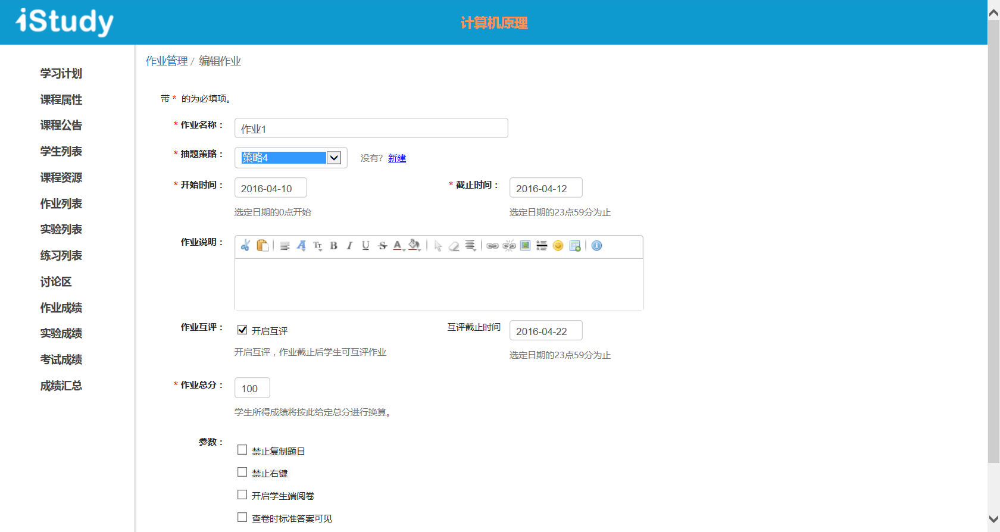 iStudy
计算机原理
学习计划
课程属性
课程公告
学生列表
课程资源
作业列表
实验列表
练习列表
讨论区
作业成绩
实验成绩
考试成绩
成绩汇总
作业管理 / 编辑作业
带 * 的为必填项。
* 作业名称： 作业1
* 抽题策略： 策略4 没有? 新建
* 开始时间： 2016-04-10 * 截止时间： 2016-04-12
选定日期的0点开始 选定日期的23点59分为止
作业说明：
作业互评： 开启互评 互评截止时间 2016-04-22
开启互评，作业截止后学生可互评作业 选定日期的23点59分为止
* 作业总分： 100
学生所得成绩将按此给定总分进行换算。
参数：
禁止复制题目
禁止右键
开启学生端阅卷
查卷时标准答案可见